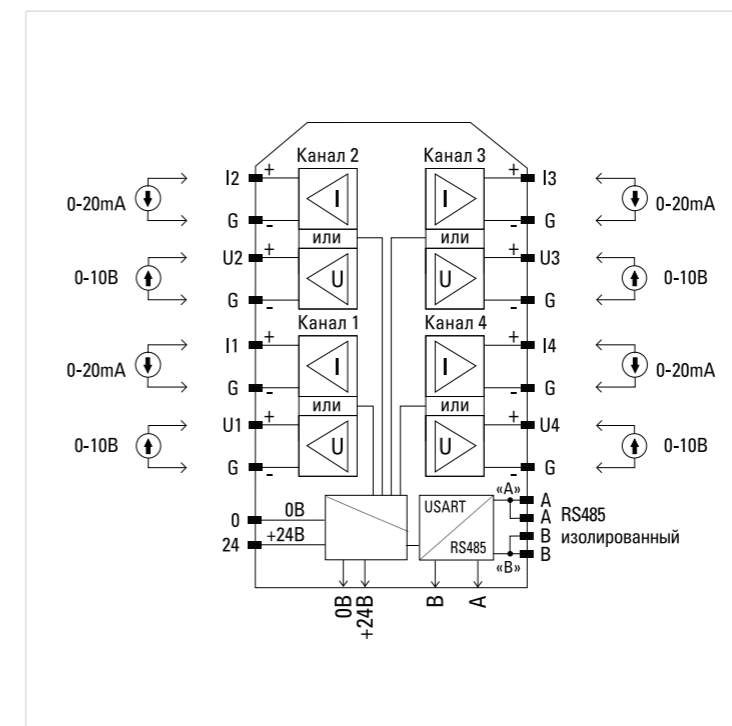 Канал 2
Канал 3
0-20mA
I2
+
I
I
+
I3
0-20mA
G
-
-
G
или
или
0-10В
U2
+
U
U
+
U3
0-10В
G
-
-
G
Канал 1
Канал 4
0-20mA
I1
+
I
I
+
I4
0-20mA
G
-
-
G
или
или
0-10В
U1
+
U
U
+
U4
0-10В
G
-
-
G
0
0В
24
+24В
USART
RS485
«A»
A
A
RS485
B
изолированный
«B»
B
0В
+24В
B
A